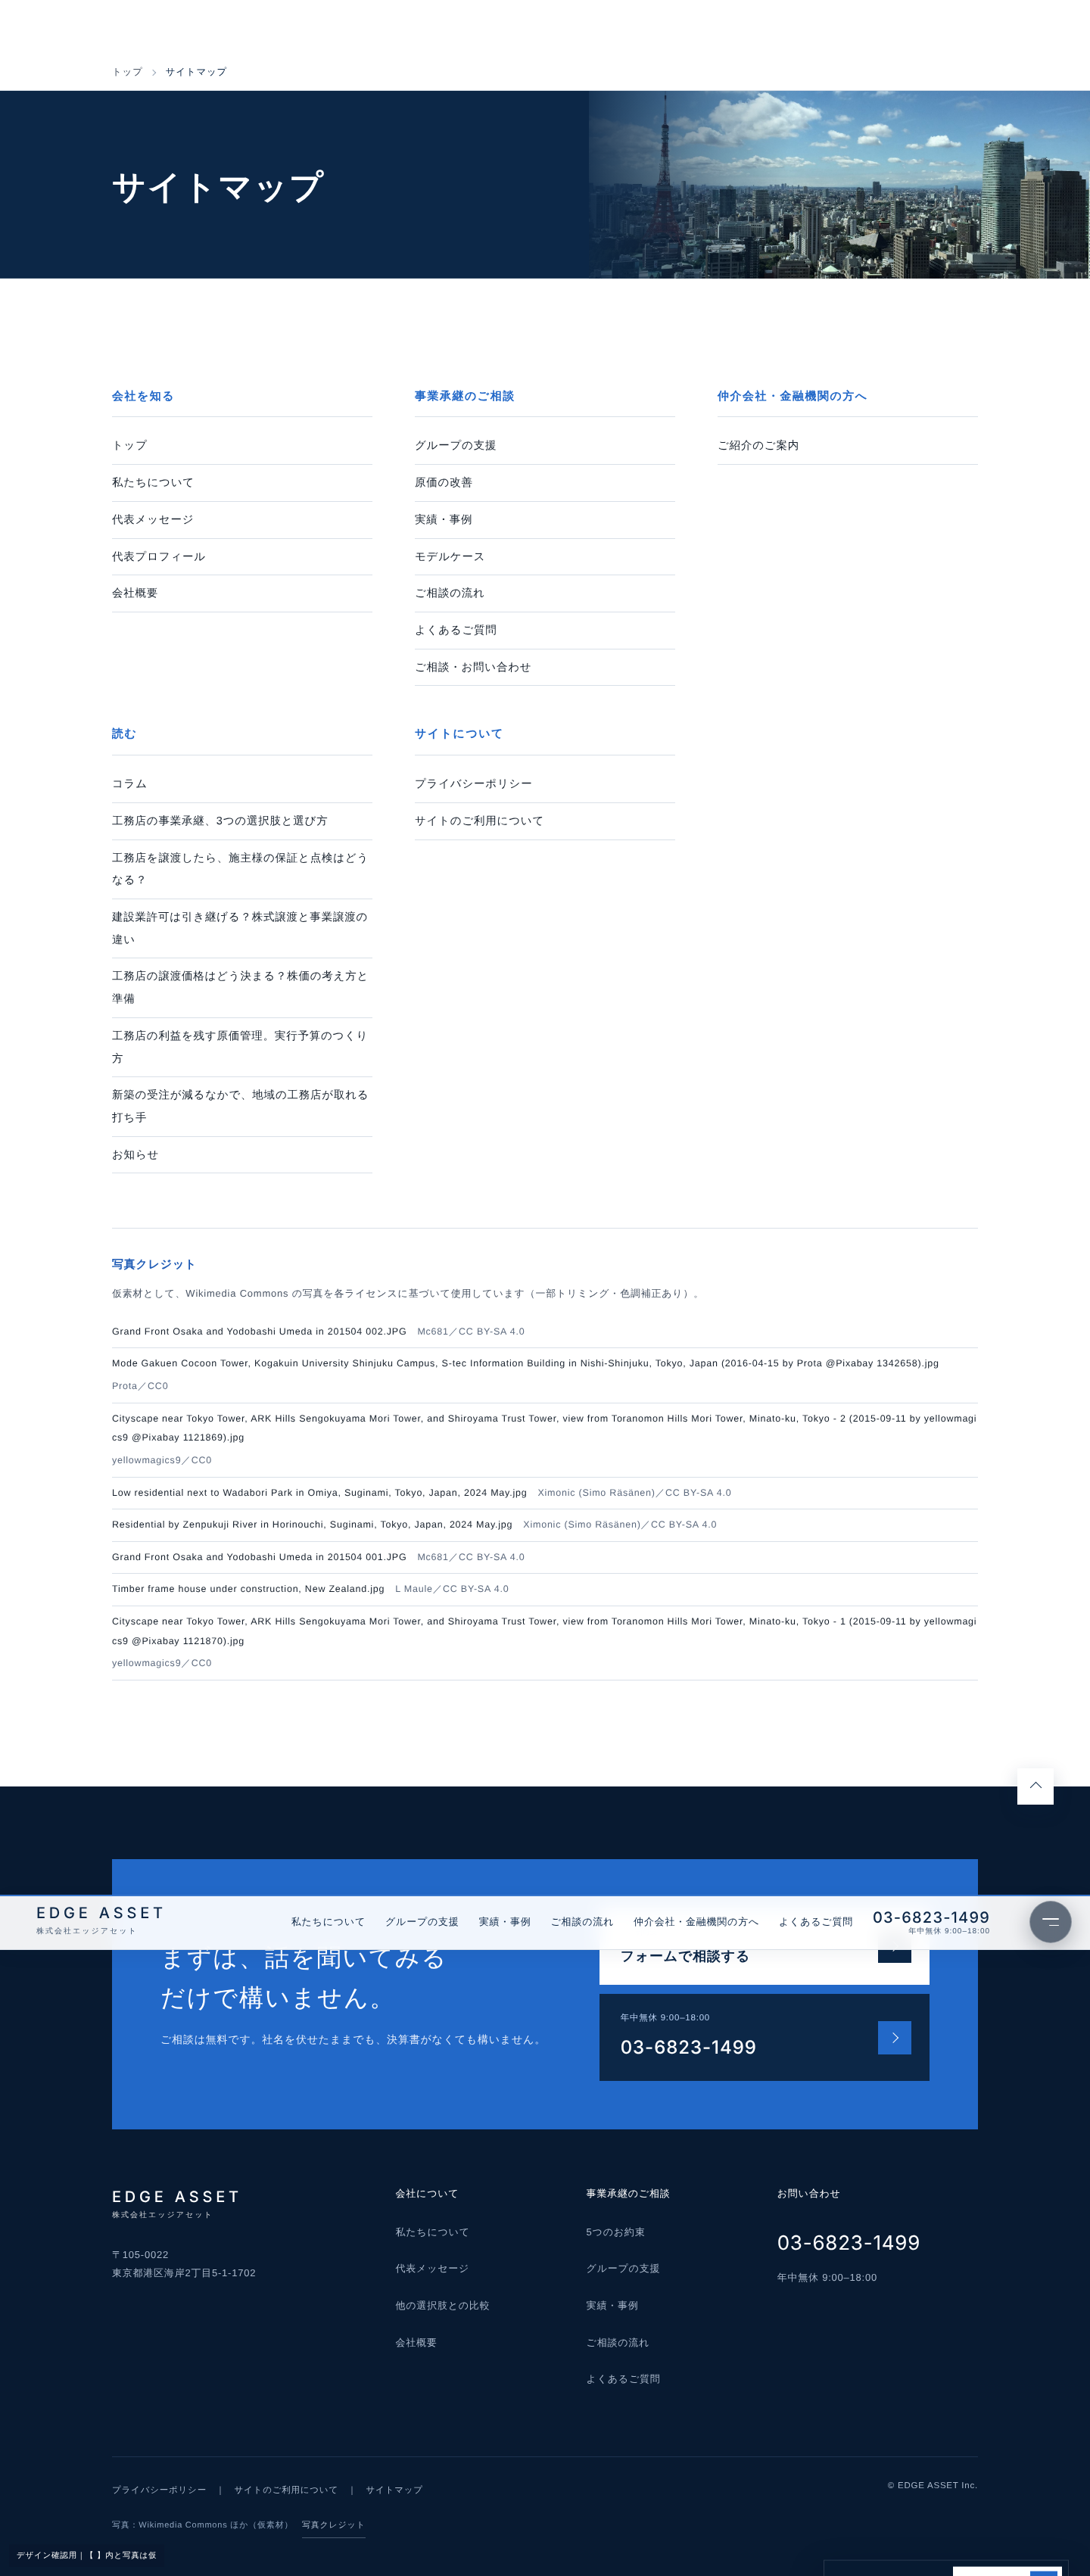 トップ
サイトマップ
サイトマップ
会社を知る
トップ
私たちについて
代表メッセージ
代表プロフィール
会社概要
事業承継のご相談
グループの支援
原価の改善
実績・事例
モデルケース
ご相談の流れ
よくあるご質問
ご相談・お問い合わせ
仲介会社・金融機関の方へ
ご紹介のご案内
読む
コラム
工務店の事業承継、3つの選択肢と選び方
工務店を譲渡したら、施主様の保証と点検はどう
なる？
建設業許可は引き継げる？株式譲渡と事業譲渡の
違い
工務店の譲渡価格はどう決まる？株価の考え方と
準備
工務店の利益を残す原価管理。実行予算のつくり
方
新築の受注が減るなかで、地域の工務店が取れる
打ち手
お知らせ
サイトについて
プライバシーポリシー
サイトのご利用について
写真クレジット
仮素材として、Wikimedia Commons の写真を各ライセンスに基づいて使用しています（一部トリミング・色調補正あり）。
Grand Front Osaka and Yodobashi Umeda in 201504 002.JPG Mc681／CC BY-SA 4.0
Mode Gakuen Cocoon Tower, Kogakuin University Shinjuku Campus, S-tec Information Building in Nishi-Shinjuku, Tokyo, Japan (2016-04-15 by Prota @Pixabay 1342658).jpg
Prota／CC0
Cityscape near Tokyo Tower, ARK Hills Sengokuyama Mori Tower, and Shiroyama Trust Tower, view from Toranomon Hills Mori Tower, Minato-ku, Tokyo - 2 (2015-09-11 by yellowmagi
cs9 @Pixabay 1121869).jpg
yellowmagics9／CC0
Low residential next to Wadabori Park in Omiya, Suginami, Tokyo, Japan, 2024 May.jpg Ximonic (Simo Räsänen)／CC BY-SA 4.0
Residential by Zenpukuji River in Horinouchi, Suginami, Tokyo, Japan, 2024 May.jpg Ximonic (Simo Räsänen)／CC BY-SA 4.0
Grand Front Osaka and Yodobashi Umeda in 201504 001.JPG Mc681／CC BY-SA 4.0
Timber frame house under construction, New Zealand.jpg L Maule／CC BY-SA 4.0
Cityscape near Tokyo Tower, ARK Hills Sengokuyama Mori Tower, and Shiroyama Trust Tower, view from Toranomon Hills Mori Tower, Minato-ku, Tokyo - 1 (2015-09-11 by yellowmagi
cs9 @Pixabay 1121870).jpg
yellowmagics9／CC0
EDGE ASSET
株式会社エッジアセット
私たちについて
グループの支援
実績・事例
ご相談の流れ
仲介会社・金融機関の方へ
よくあるご質問
03-6823-1499
年中無休 9:00–18:00
まずは、話を聞いてみる
だけで構いません。
ご相談は無料です。社名を伏せたままでも、決算書がなくても構いません。
フォームで相談する
年中無休 9:00–18:00
03-6823-1499
EDGE ASSET
株式会社エッジアセット
〒105-0022
東京都港区海岸2丁目5-1-1702
会社について
私たちについて
代表メッセージ
他の選択肢との比較
会社概要
事業承継のご相談
5つのお約束
グループの支援
実績・事例
ご相談の流れ
よくあるご質問
お問い合わせ
03-6823-1499
年中無休 9:00–18:00
プライバシーポリシー ｜ サイトのご利用について ｜ サイトマップ
© EDGE ASSET Inc.
写真：Wikimedia Commons ほか（仮素材） 写真クレジット
デザイン確認用｜【 】内と写真は仮